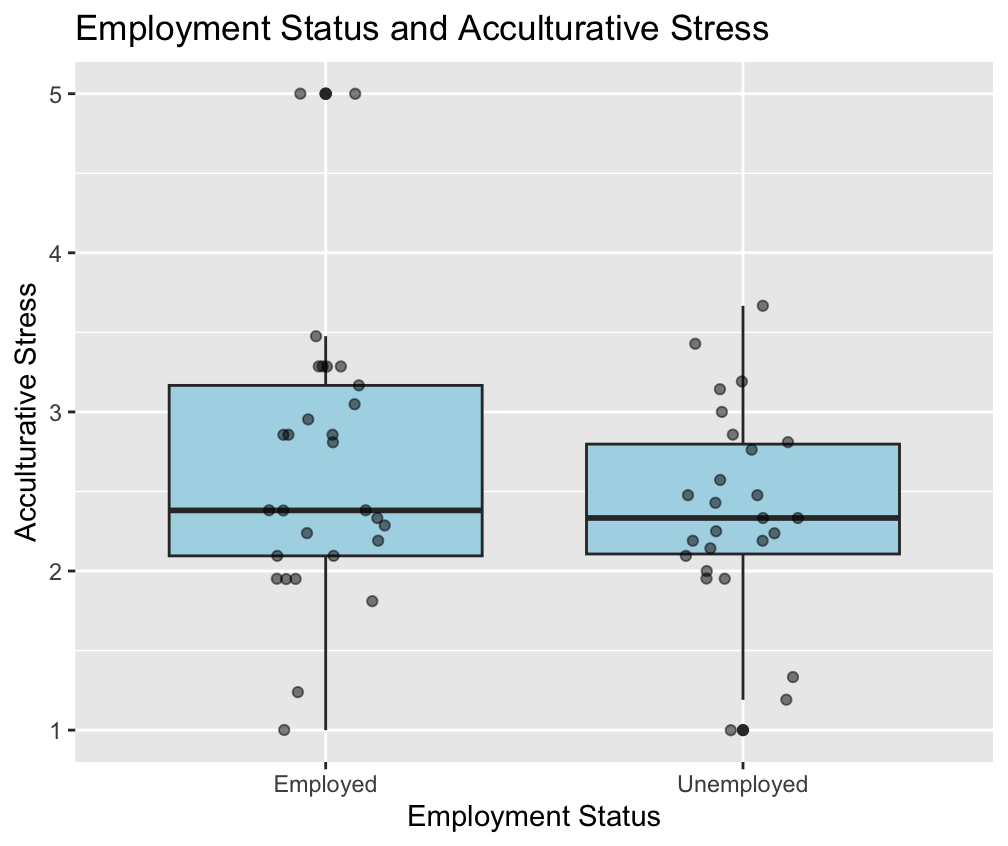 Employment Status and Acculturative Stress
5
4
3
2
1
Acculturative Stress
Employed
Unemployed
Employment Status